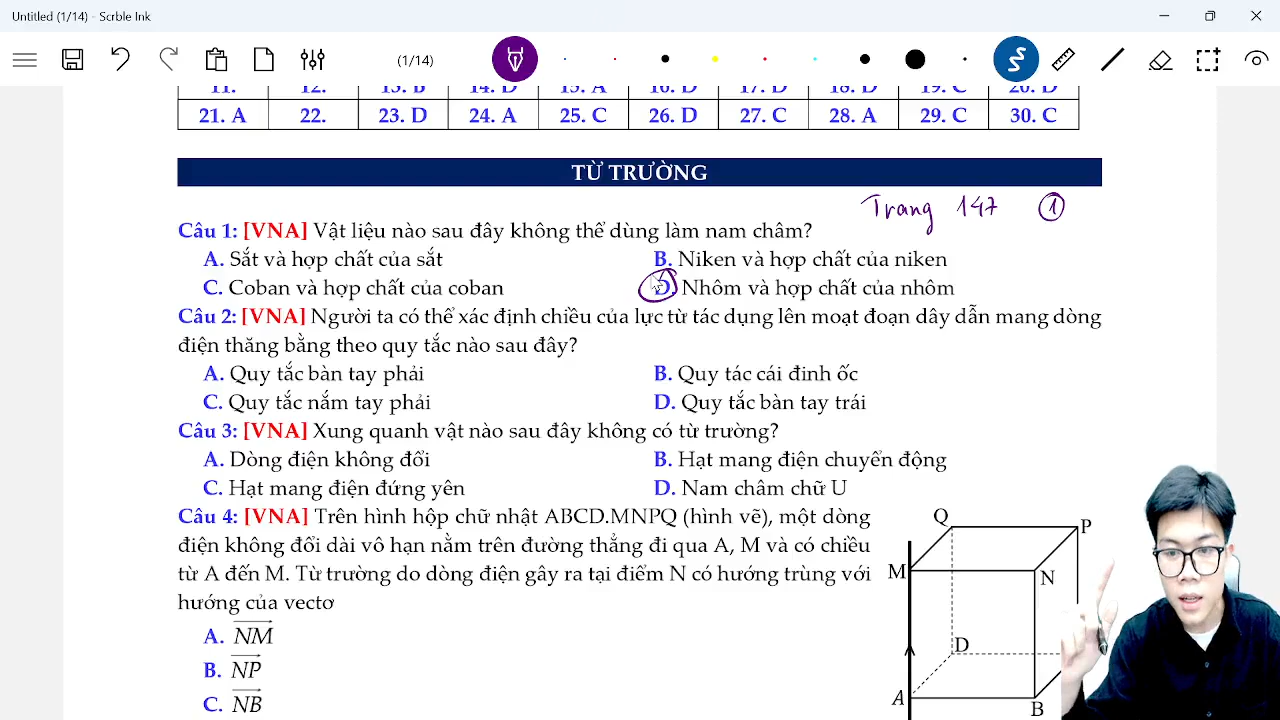 Untitled (1/14) - Scrble Ink
(1/14)
11. 12. 13. B 14. D 15. A 16. D 17. D 18. D 19. C 20. D
21. A 22. 23. D 24. A 25. C 26. D 27. C 28. A 29. C 30. C
TỪ TRƯỜNG
Trang 147 1
Câu 1: [VNA] Vật liệu nào sau đây không thể dùng làm nam châm?
A. Sắt và hợp chất của sắt B. Niken và hợp chất của niken
C. Coban và hợp chất của coban D. Nhôm và hợp chất của nhôm
Câu 2: [VNA] Người ta có thể xác định chiều của lực từ tác dụng lên moạt đoạn dây dẫn mang dòng
điện thăng bằng theo quy tắc nào sau đây?
A. Quy tắc bàn tay phải B. Quy tác cái đinh ốc
C. Quy tắc nắm tay phải D. Quy tắc bàn tay trái
Câu 3: [VNA] Xung quanh vật nào sau đây không có từ trường?
A. Dòng điện không đổi B. Hạt mang điện chuyển động
C. Hạt mang điện đứng yên D. Nam châm chữ U
Câu 4: [VNA] Trên hình hộp chữ nhật ABCD.MNPQ (hình vẽ), một dòng
điện không đổi dài vô hạn nằm trên đường thẳng đi qua A, M và có chiều
từ A đến M. Từ trường do dòng điện gây ra tại điểm N có hướng trùng với
hướng của vectơ
A. NM
B. NP
C. NB
Q P
M N
D
A B